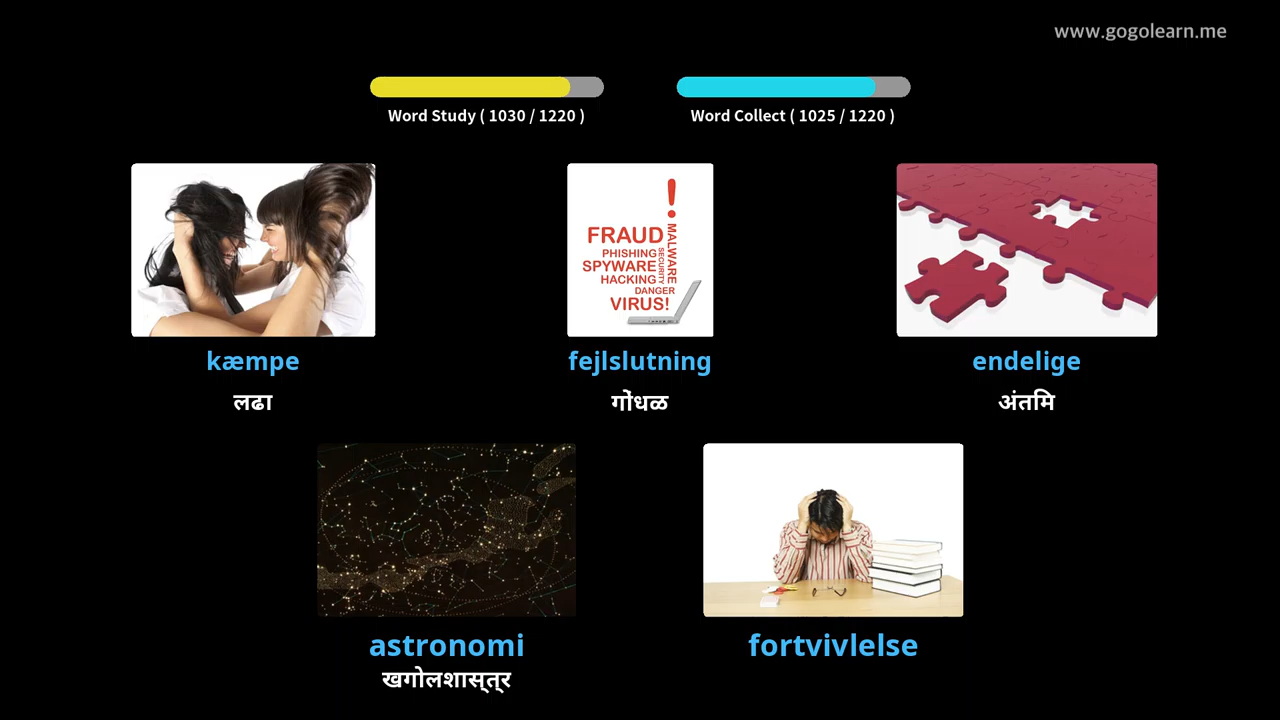 www.gogolearn.me
Word Study ( 1030 / 1220 )
Word Collect ( 1025 / 1220 )
FRAUD
PHISHING
SPYWARE
HACKING
DANGER
VIRUS!
SECURITY
MALWARE
!
kæmpe
fejlslutning
endelige
लढा
गोंधळ
अंतमि
astronomi
fortvivlelse
खगोलशास्त्र